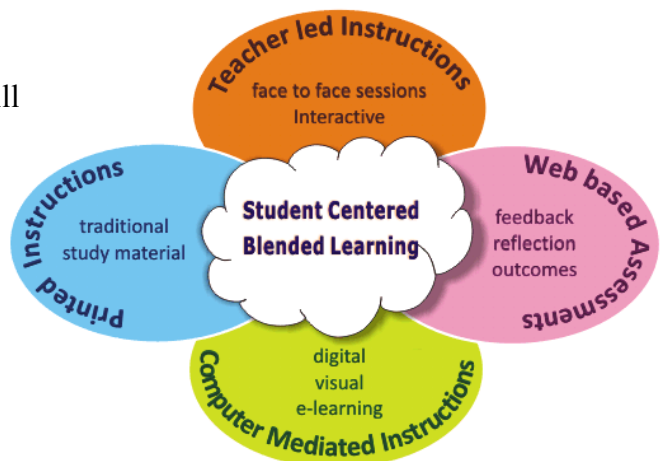 Teacher led Instructions
face to face sessions
Interactive
ll
Printed Instructions
traditional
study material
Student Centered
Blended Learning
Web based Assessments
feedback
reflection
outcomes
digital
visual
e-learning
Computer Mediated Instructions